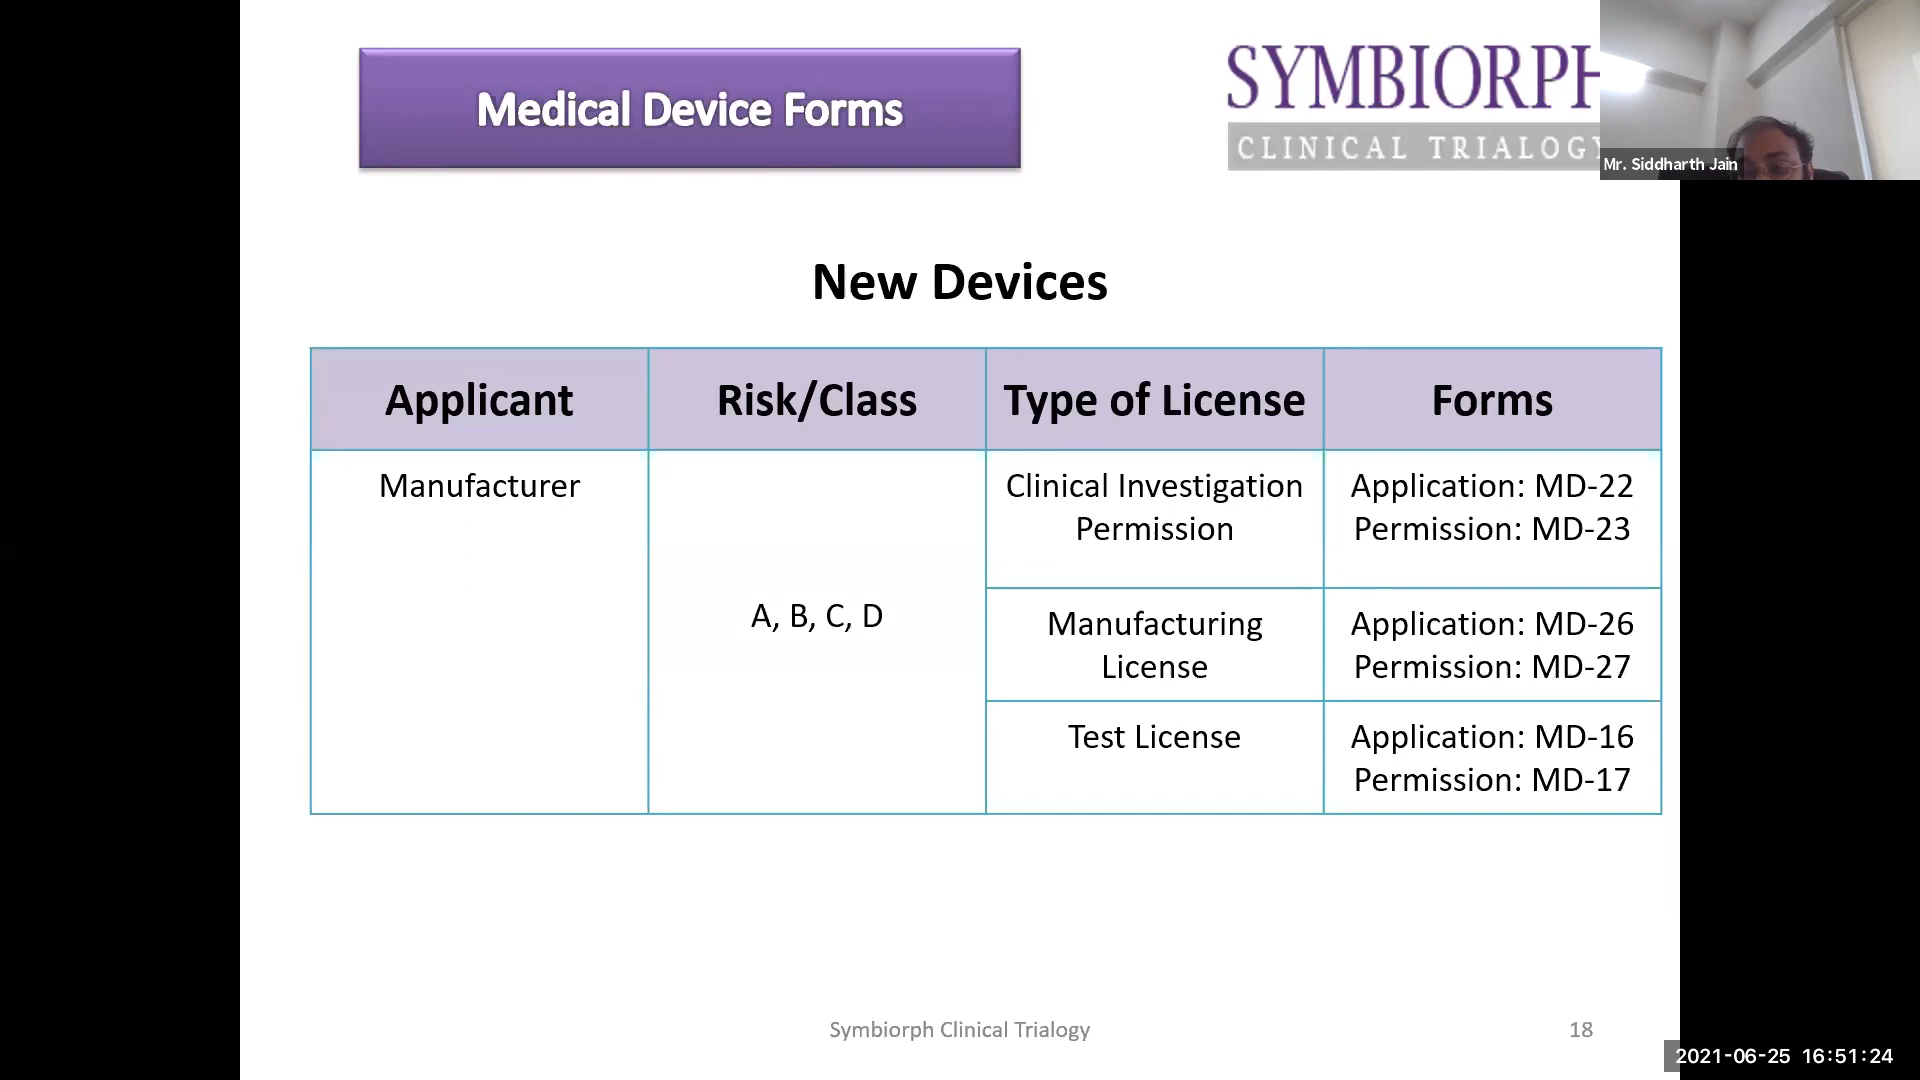 Medical Device Forms
SYMBIORPH
CLINICAL TRIALOGY
Mr. Siddharth Jain
New Devices
Applicant
Risk/Class
Type of License
Forms
Manufacturer
A, B, C, D
Clinical Investigation
Permission
Application: MD-22
Permission: MD-23
Manufacturing
License
Application: MD-26
Permission: MD-27
Test License
Application: MD-16
Permission: MD-17
Symbiorph Clinical Trialogy
18
2021-06-25 16:51:24